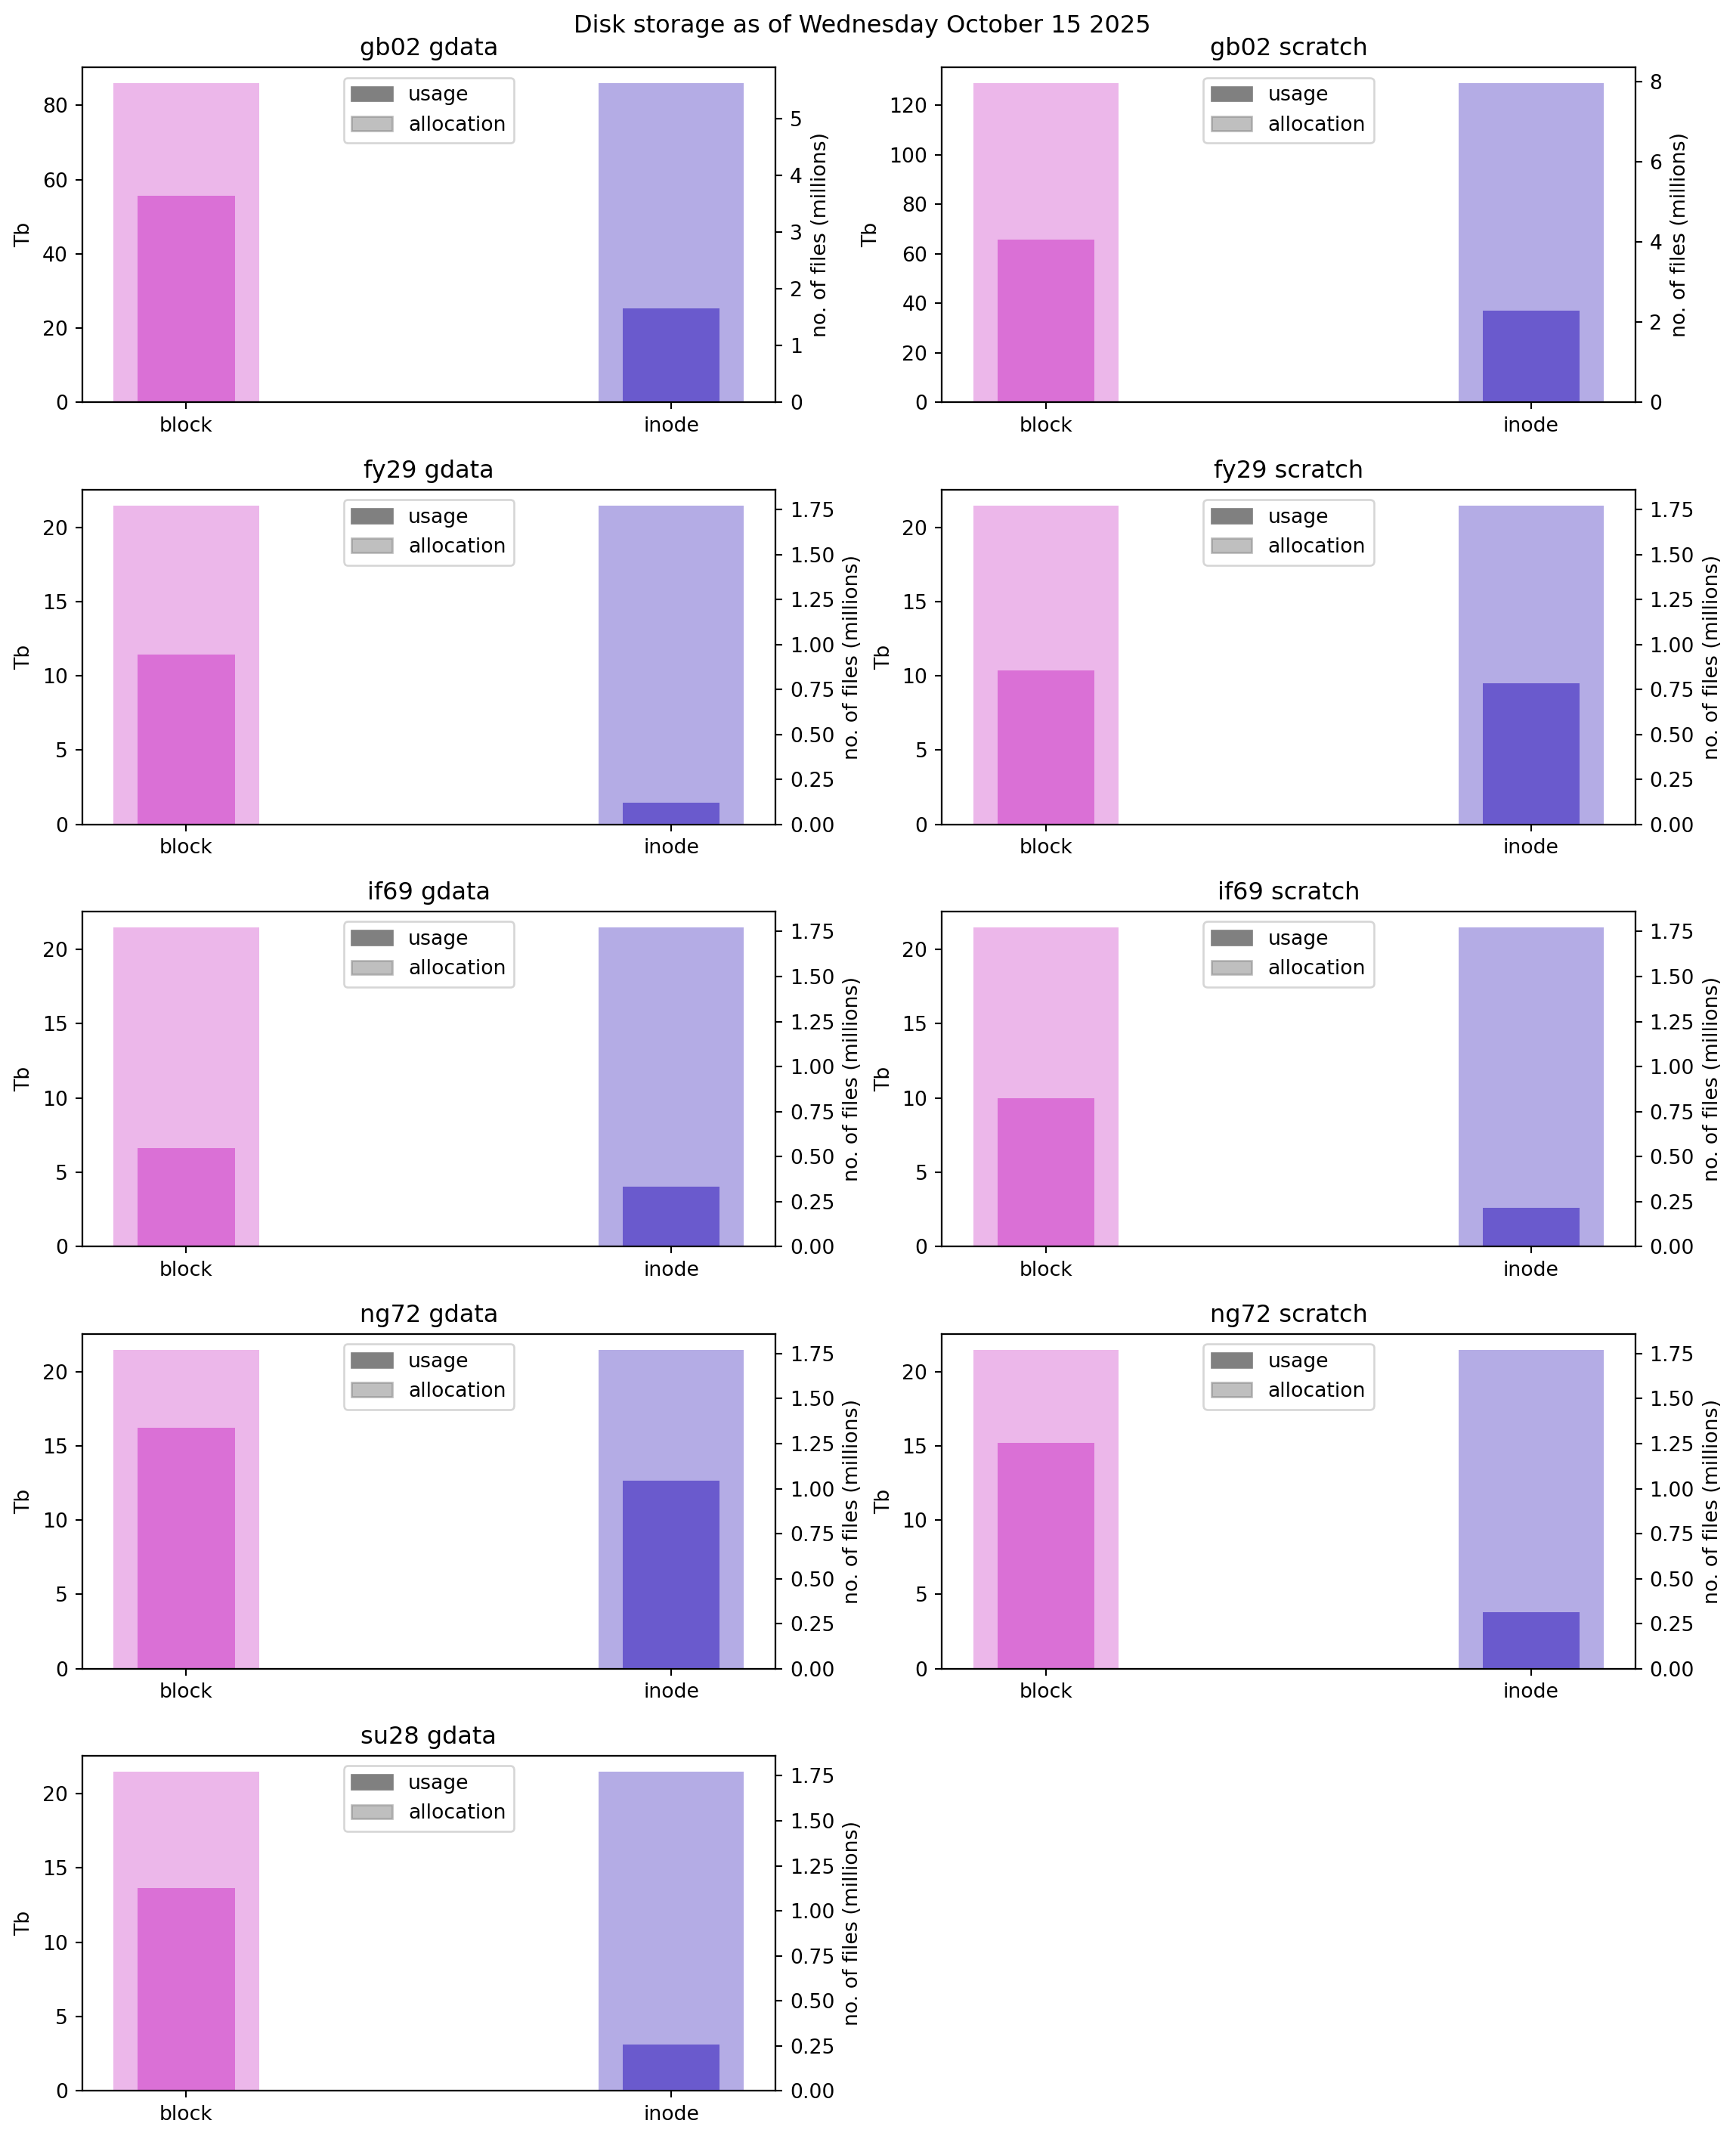 Disk storage as of Wednesday October 15 2025
gb02 gdata
usage
allocation
80
60
40
20
0
Tb
5
4
3
2
1
0
no. of files (millions)
block
inode
gb02 scratch
usage
allocation
120
100
80
60
40
20
0
Tb
8
6
4
2
0
no. of files (millions)
block
inode
fy29 gdata
usage
allocation
20
15
10
5
0
Tb
1.75
1.50
1.25
1.00
0.75
0.50
0.25
0.00
no. of files (millions)
block
inode
fy29 scratch
usage
allocation
20
15
10
5
0
Tb
1.75
1.50
1.25
1.00
0.75
0.50
0.25
0.00
no. of files (millions)
block
inode
if69 gdata
usage
allocation
20
15
10
5
0
Tb
1.75
1.50
1.25
1.00
0.75
0.50
0.25
0.00
no. of files (millions)
block
inode
if69 scratch
usage
allocation
20
15
10
5
0
Tb
1.75
1.50
1.25
1.00
0.75
0.50
0.25
0.00
no. of files (millions)
block
inode
ng72 gdata
usage
allocation
20
15
10
5
0
Tb
1.75
1.50
1.25
1.00
0.75
0.50
0.25
0.00
no. of files (millions)
block
inode
ng72 scratch
usage
allocation
20
15
10
5
0
Tb
1.75
1.50
1.25
1.00
0.75
0.50
0.25
0.00
no. of files (millions)
block
inode
su28 gdata
usage
allocation
20
15
10
5
0
Tb
1.75
1.50
1.25
1.00
0.75
0.50
0.25
0.00
no. of files (millions)
block
inode